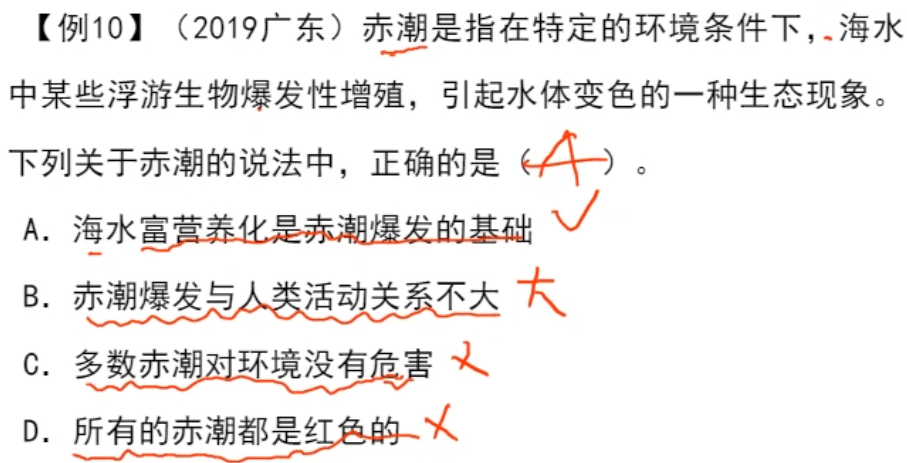 【例10】（2019广东）赤潮是指在特定的环境条件下，海水
中某些浮游生物爆发性增殖，引起水体变色的一种生态现象。
下列关于赤潮的说法中，正确的是（A）。
A. 海水富营养化是赤潮爆发的基础 ✓
B. 赤潮爆发与人类活动关系不大 大
C. 多数赤潮对环境没有危害 ×
D. 所有的赤潮都是红色的 ×